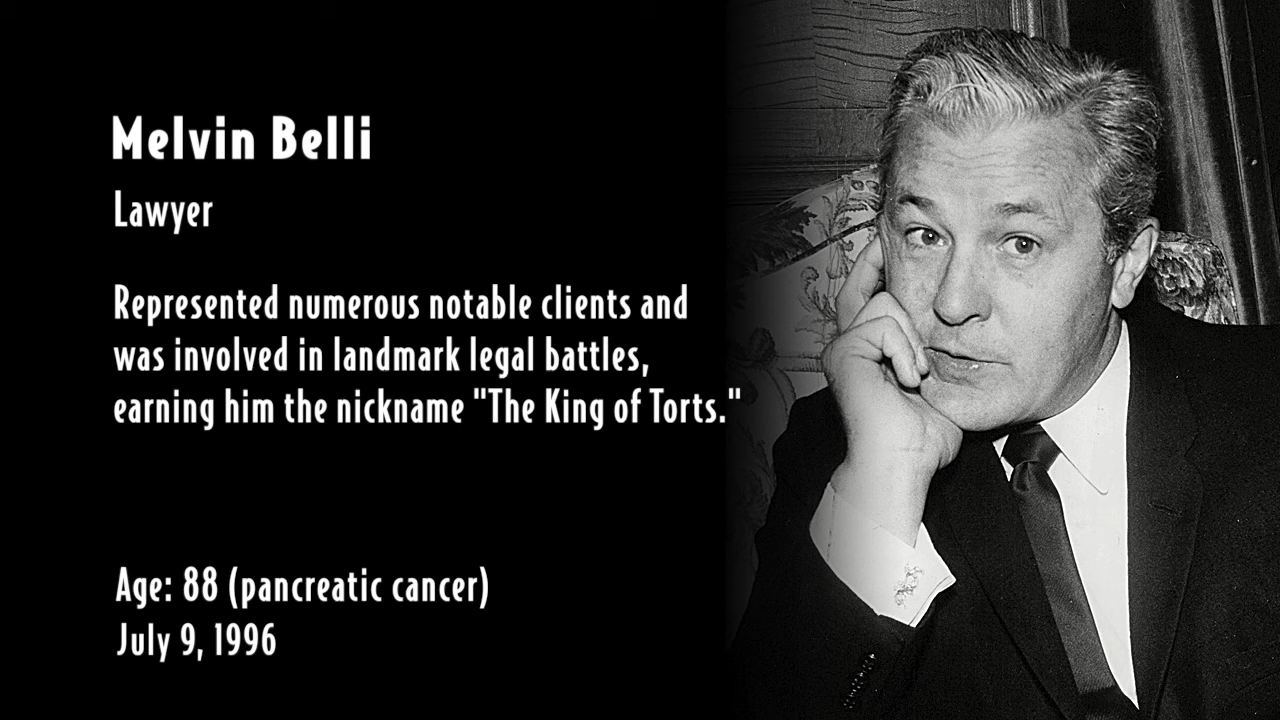 Melvin Belli
Lawyer
Represented numerous notable clients and
was involved in landmark legal battles,
earning him the nickname "The King of Torts."
Age: 88 (pancreatic cancer)
July 9, 1996